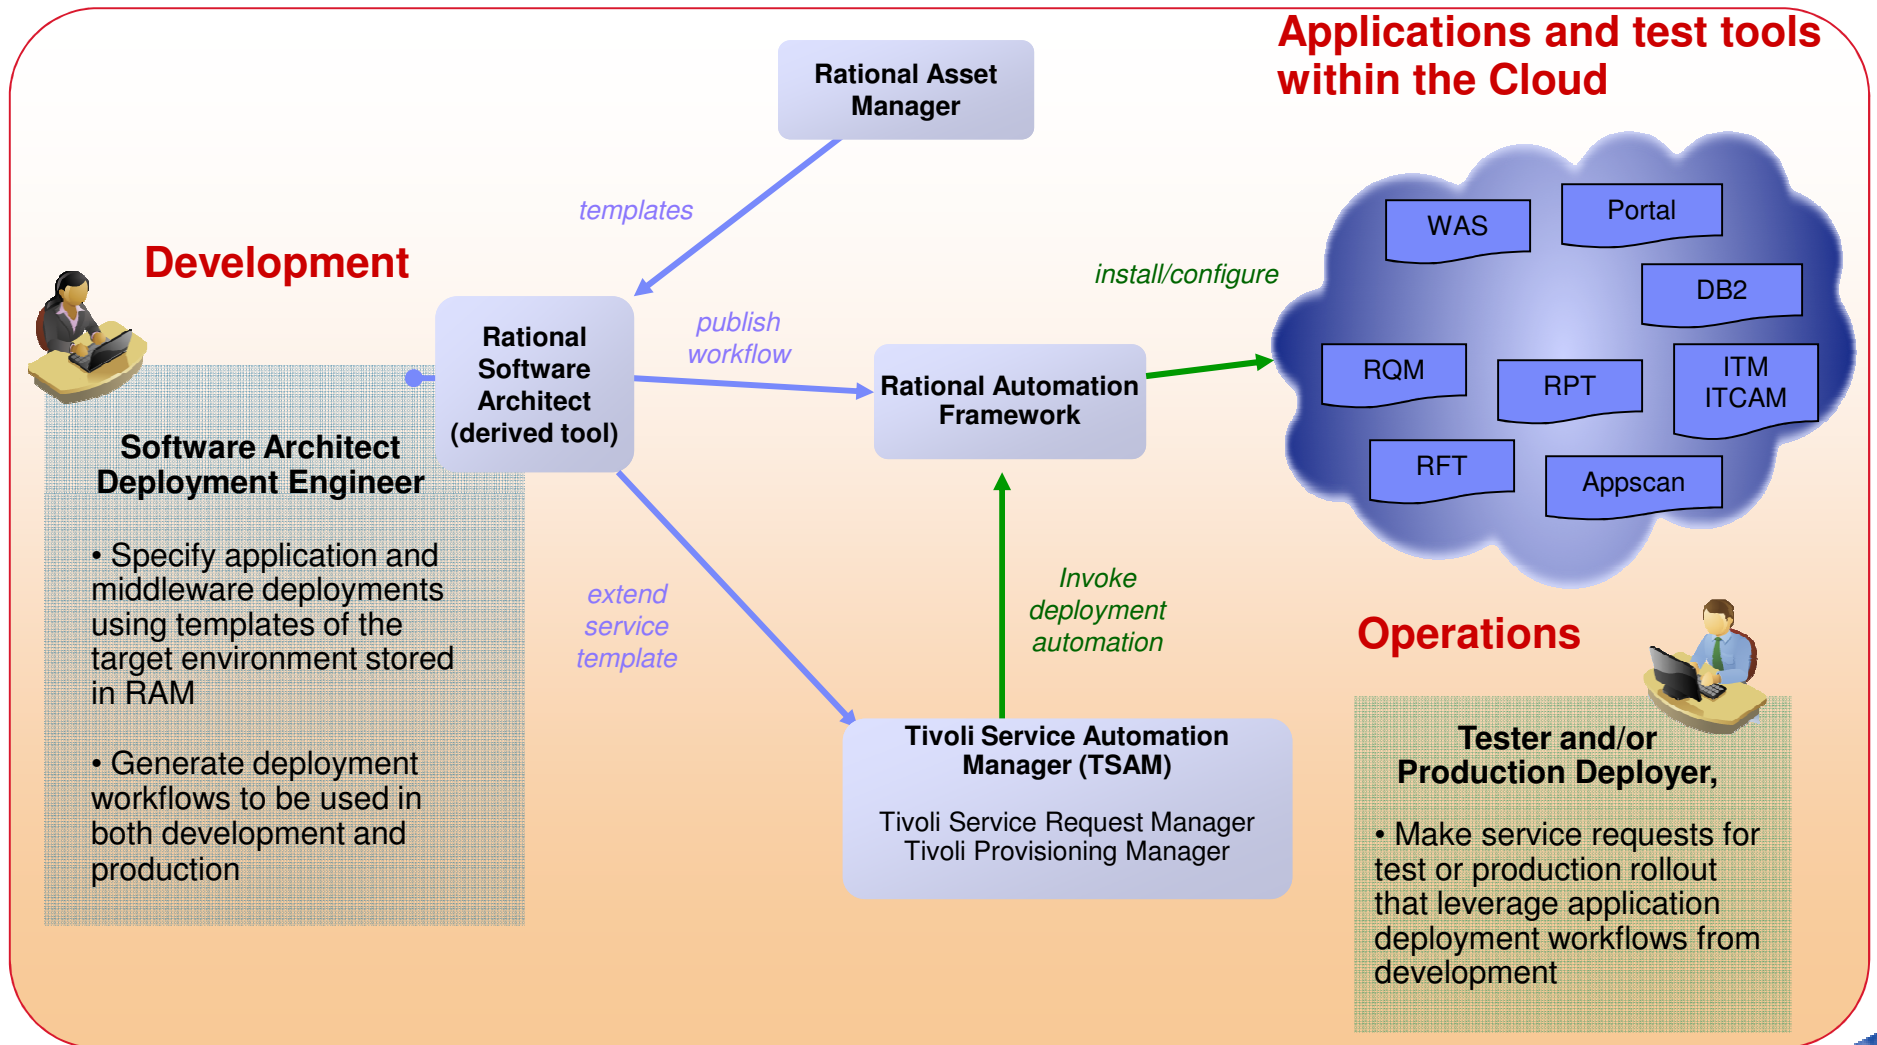 Applications and test tools
within the Cloud
Rational Asset
Manager
templates
Development
install/configure
WAS
Portal
DB2
RQM
RPT
ITM
ITCAM
RFT
Appscan
Rational
Software
Architect
(derived tool)
publish
workflow
Rational Automation
Framework
Software Architect
Deployment Engineer
• Specify application and
middleware deployments
using templates of the
target environment stored
in RAM
• Generate deployment
workflows to be used in
both development and
production
extend
service
template
Invoke
deployment
automation
Tivoli Service Automation
Manager (TSAM)
Tivoli Service Request Manager
Tivoli Provisioning Manager
Operations
Tester and/or
Production Deployer,
• Make service requests for
test or production rollout
that leverage application
deployment workflows from
development